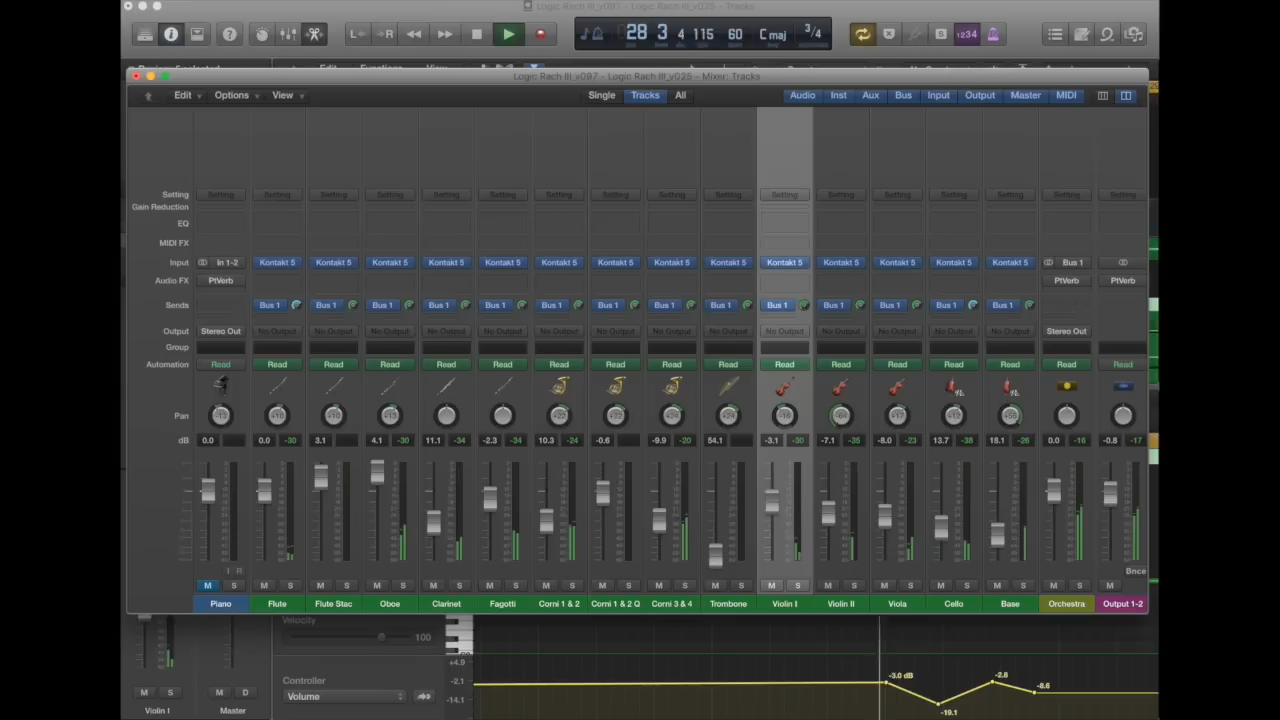 Logic Rach III_v097 - Logic Rach III_v025 - Tracks
28 3 4 115 60 C maj 3/4
1234
Logic Rach III_v097 - Logic Rach III_v025 - Mixer: Tracks
Edit Options View Single Tracks All Audio Inst Aux Bus Input Output Master MIDI
Setting Setting Setting Setting Setting Setting Setting Setting Setting Setting Setting Setting Setting Setting Setting Setting Setting Setting
Gain Reduction
EQ
MIDI FX
Input In 1-2 Kontakt 5 Kontakt 5 Kontakt 5 Kontakt 5 Kontakt 5 Kontakt 5 Kontakt 5 Kontakt 5 Kontakt 5 Kontakt 5 Kontakt 5 Kontakt 5 Kontakt 5 Kontakt 5 Bus 1
Audio FX PtVerb PtVerb PtVerb
Sends Bus 1 Bus 1 Bus 1 Bus 1 Bus 1 Bus 1 Bus 1 Bus 1 Bus 1 Bus 1 Bus 1 Bus 1 Bus 1 Bus 1
Output Stereo Out No Output No Output No Output No Output No Output No Output No Output No Output No Output No Output No Output No Output No Output No Output Stereo Out
Group
Automation Read Read Read Read Read Read Read Read Read Read Read Read Read Read Read Read Read
Pan
dB 0.0 0.0 -30 3.1 4.1 -30 11.1 -34 -2.3 -34 10.3 -24 -0.6 -9.9 -20 54.1 -3.1 -30 -7.1 -35 -8.0 -23 13.7 -38 18.1 -26 0.0 -16 -0.8 -17
I R
Bnce
M S M S M S M S M S M S M S M S M S M S M S M S M S M S M S M S M
Piano Flute Flute Stac Oboe Clarinet Fagotti Corni 1 & 2 Corni 1 & 2 Q Corni 3 & 4 Trombone Violin I Violin II Viola Cello Base Orchestra Output 1-2
Velocity
100
+4.9
Controller
-2.1
Volume
-14.1
-3.0 dB
-19.1
-2.8
-8.6
M S M D
Violin I Master